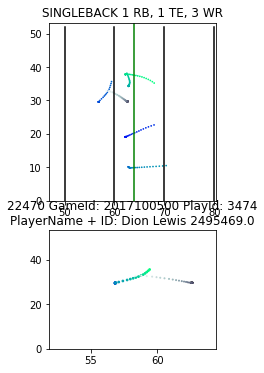 SINGLEBACK 1 RB, 1 TE, 3 WR
50
40
30
20
10
0
50 60 70 80
22470 GameId: 2017100500 PlayId: 3474
PlayerName + ID: Dion Lewis 2495469.0
40
20
0
55 60